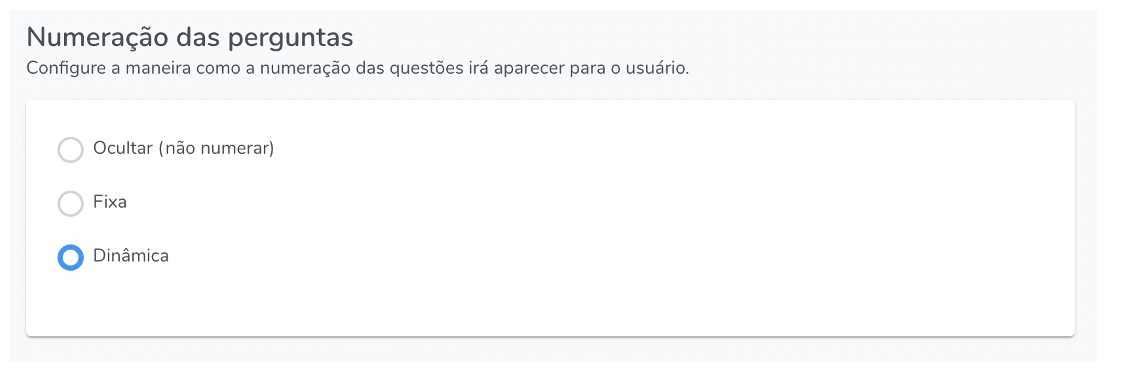 Numeração das perguntas
Configure a maneira como a numeração das questões irá aparecer para o usuário.
Ocultar (não numerar)
Fixa
Dinâmica